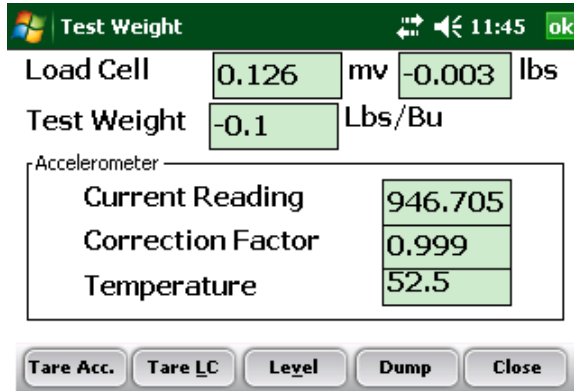 Test Weight 11:45 ok
Load Cell 0.126 mv -0.003 lbs
Test Weight -0.1 Lbs/Bu
Accelerometer
Current Reading 946.705
Correction Factor 0.999
Temperature 52.5
Tare Acc. Tare LC Level Dump Close